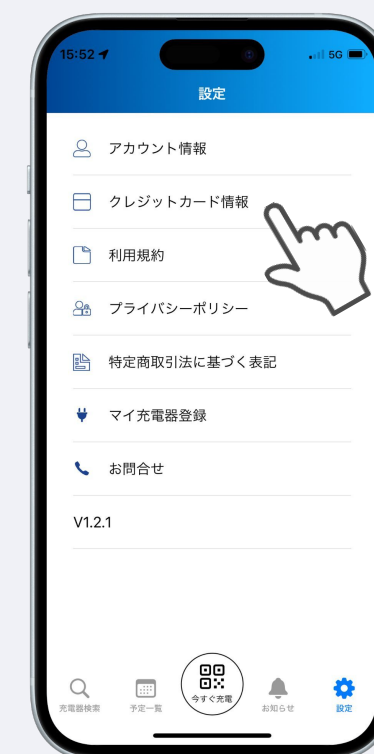 15:52
5G
設定
アカウント情報
クレジットカード情報
利用規約
プライバシーポリシー
特定商取引法に基づく表記
マイ充電器登録
お問合せ
V1.2.1
充電器検索
予定一覧
今すぐ充電
お知らせ
設定